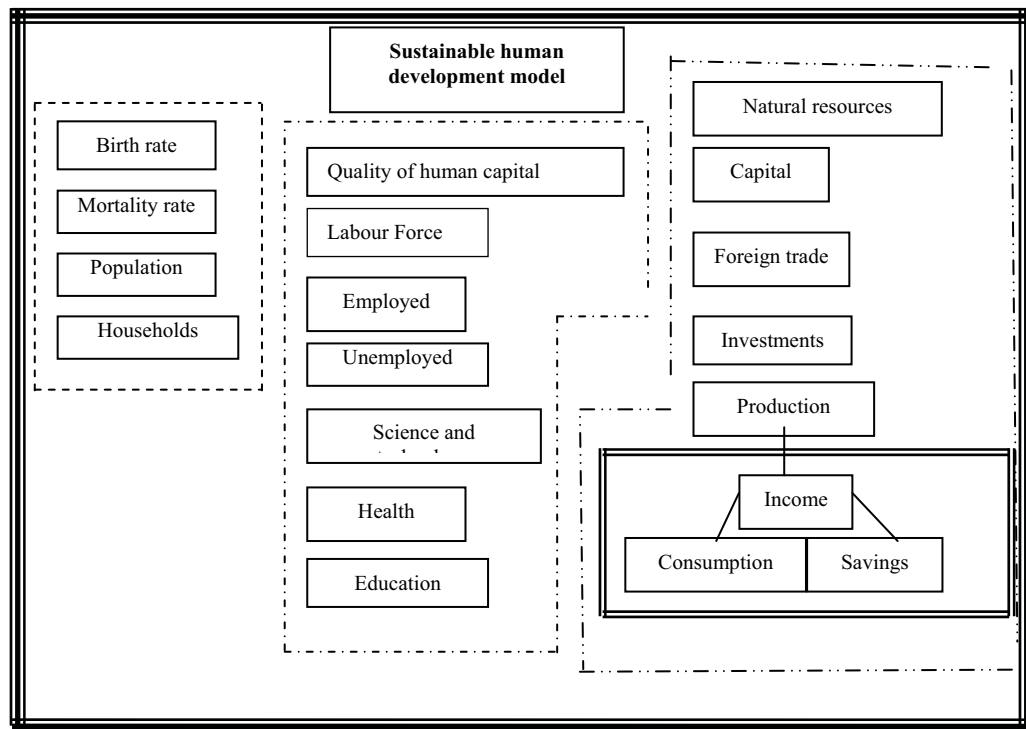 Sustainable human
development model
Birth rate
Mortality rate
Population
Households
Quality of human capital
Labour Force
Employed
Unemployed
Science and
Health
Education
Natural resources
Capital
Foreign trade
Investments
Production
Income
Consumption
Savings